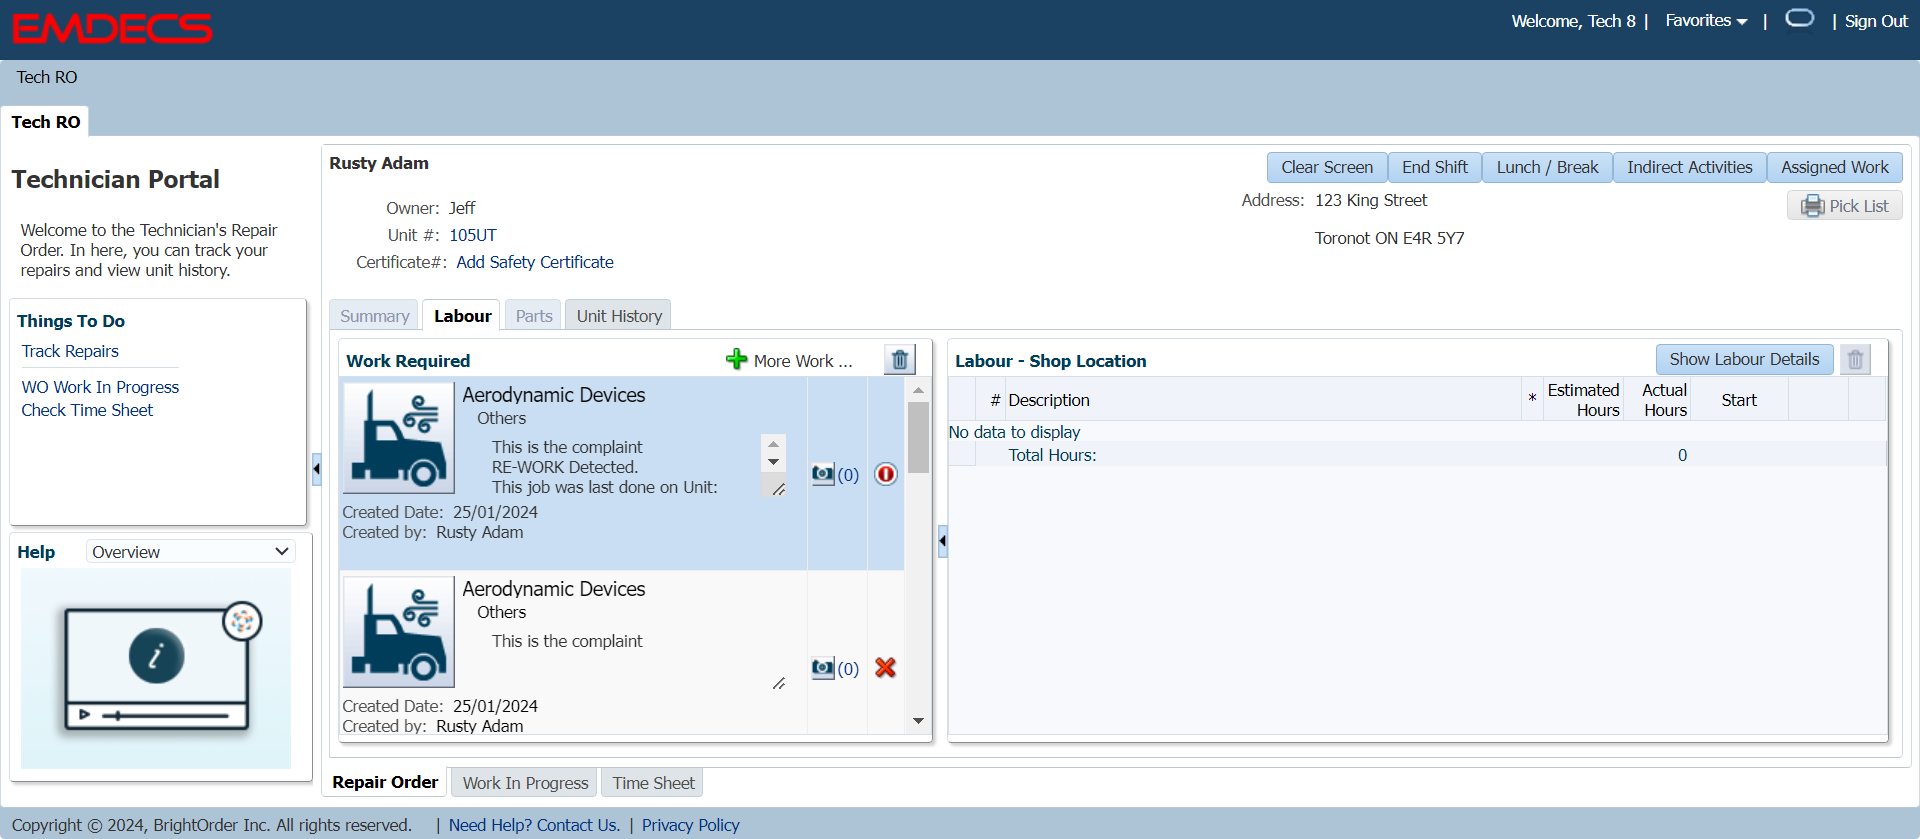 EMDECS
Welcome, Tech 8 | Favorites | | Sign Out
Tech RO
Tech RO
Technician Portal
Welcome to the Technician's Repair
Order. In here, you can track your
repairs and view unit history.
Things To Do
Track Repairs
WO Work In Progress
Check Time Sheet
Help
Overview
i
Rusty Adam
Clear Screen
End Shift
Lunch / Break
Indirect Activities
Assigned Work
Pick List
Owner: Jeff
Unit #: 105UT
Certificate#: Add Safety Certificate
Address: 123 King Street
Toronot ON E4R 5Y7
Summary
Labour
Parts
Unit History
Work Required
More Work ...
Aerodynamic Devices
Others
This is the complaint
RE-WORK Detected.
This job was last done on Unit:
(0)
Created Date: 25/01/2024
Created by: Rusty Adam
Aerodynamic Devices
Others
This is the complaint
(0)
Created Date: 25/01/2024
Created by: Rusty Adam
Labour - Shop Location
Show Labour Details
# Description * Estimated Hours Actual Hours Start
No data to display
Total Hours: 0
Repair Order
Work In Progress
Time Sheet
Copyright © 2024, BrightOrder Inc. All rights reserved. | Need Help? Contact Us. | Privacy Policy